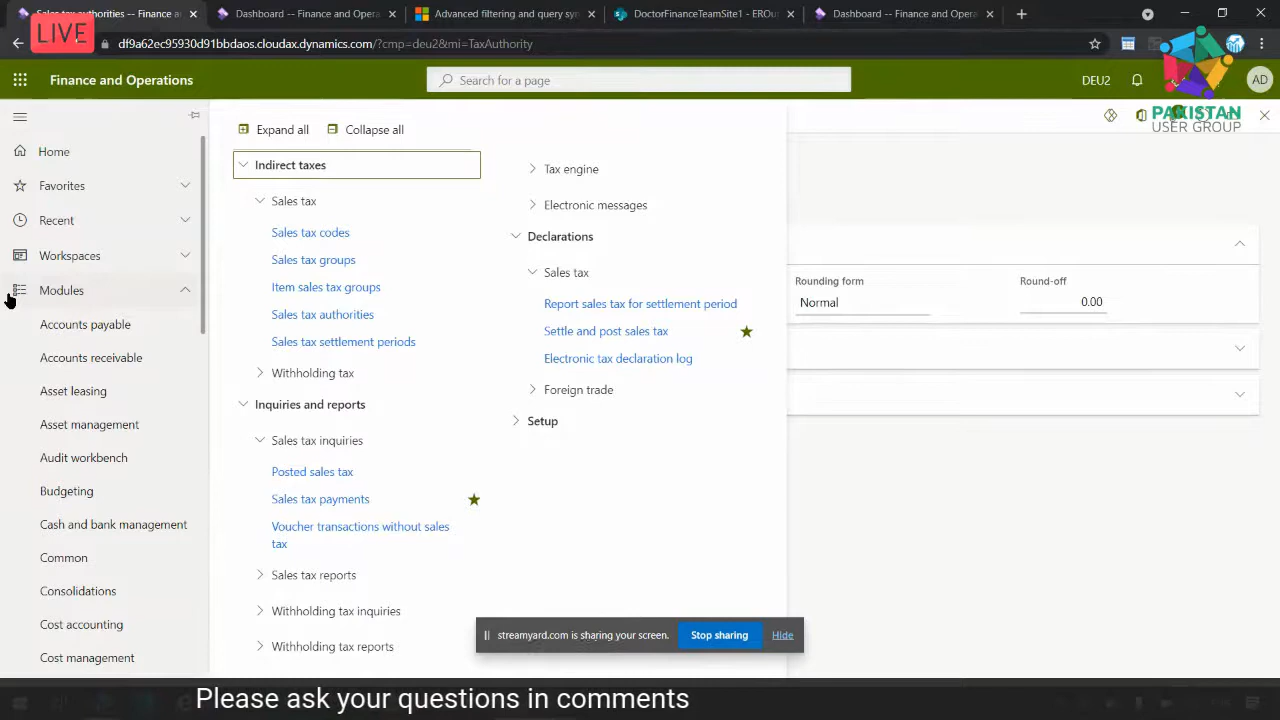 Sales tax authorities -- Finance a
Dashboard -- Finance and Opera
Advanced filtering and query syn
DoctorFinanceTeamSite1 - EROu
Dashboard -- Finance and Opera
LIVE
df9a62ec95930d91bbdaos.cloudax.dynamics.com/?cmp=deu2&mi=TaxAuthority
Finance and Operations
Search for a page
DEU2
AD
PAKISTAN
USER GROUP
Expand all
Collapse all
Home
Favorites
Recent
Workspaces
Modules
Accounts payable
Accounts receivable
Asset leasing
Asset management
Audit workbench
Budgeting
Cash and bank management
Common
Consolidations
Cost accounting
Cost management
Indirect taxes
Sales tax
Sales tax codes
Sales tax groups
Item sales tax groups
Sales tax authorities
Sales tax settlement periods
Withholding tax
Inquiries and reports
Sales tax inquiries
Posted sales tax
Sales tax payments
Voucher transactions without sales
tax
Sales tax reports
Withholding tax inquiries
Withholding tax reports
Tax engine
Electronic messages
Declarations
Sales tax
Report sales tax for settlement period
Settle and post sales tax
Electronic tax declaration log
Foreign trade
Setup
Rounding form
Round-off
Normal
0.00
streamyard.com is sharing your screen.
Stop sharing
Hide
Please ask your questions in comments